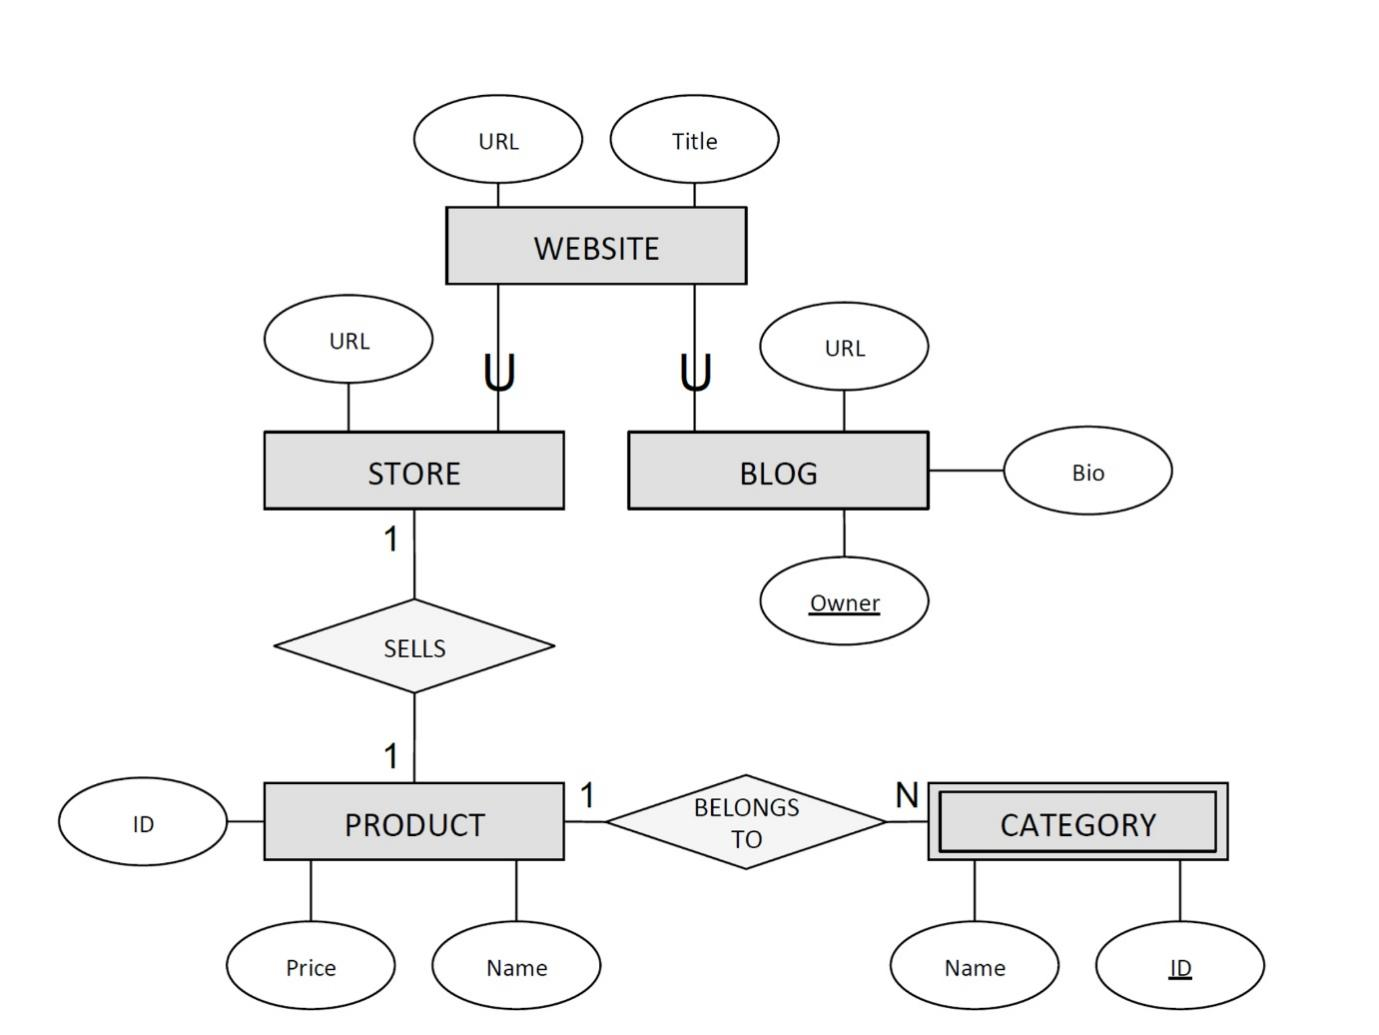 URL
Title
WEBSITE
URL
URL
U
U
STORE
BLOG
Bio
1
Owner
SELLS
1
1
N
BELONGS
TO
ID
PRODUCT
CATEGORY
Price
Name
Name
ID